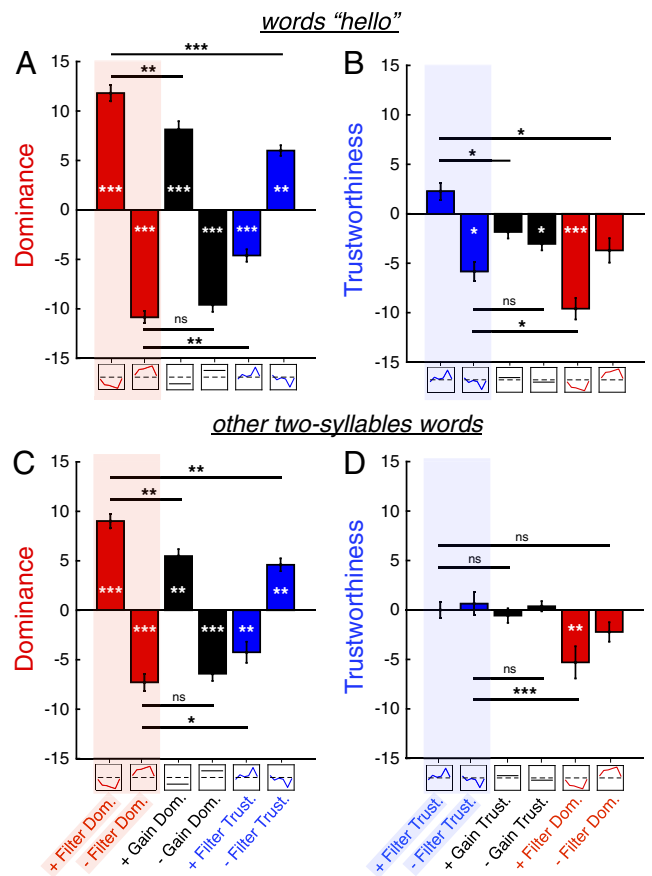 words “hello”
A
Dominance
15
10
5
0
-5
-10
-15
***
**
***
***
***
***
***
**
ns
**
B
Trustworthiness
15
10
5
0
-5
-10
-15
*
*
*
*
***
ns
*
other two-syllables words
C
Dominance
15
10
5
0
-5
-10
-15
**
**
***
***
**
***
**
**
ns
*
+ Filter Dom.
- Filter Dom.
+ Gain Dom.
- Gain Dom.
+ Filter Trust.
- Filter Trust.
D
Trustworthiness
15
10
5
0
-5
-10
-15
ns
ns
**
ns
***
+ Filter Trust.
- Filter Trust.
+ Gain Trust.
- Gain Trust.
+ Filter Dom.
- Filter Dom.